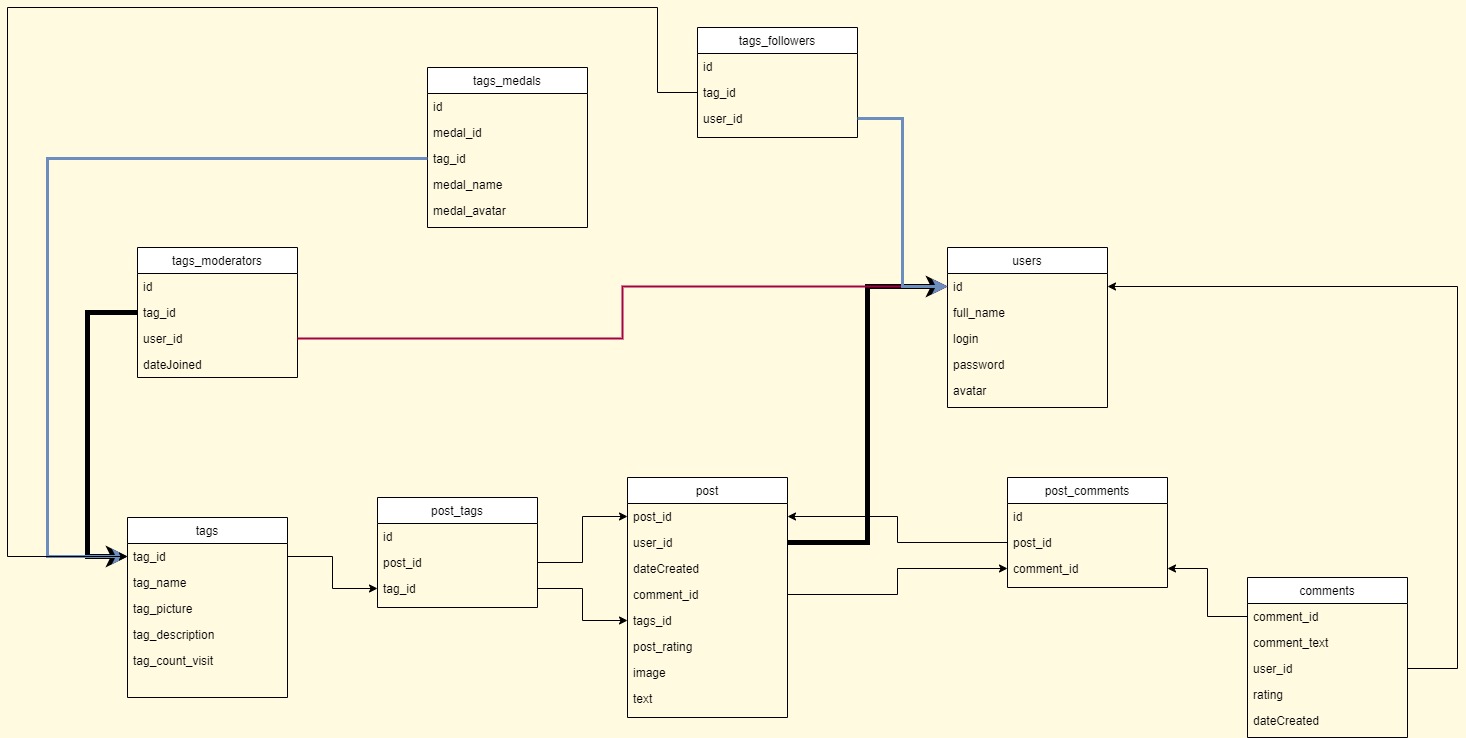 tags_followers
id
tag_id
user_id
tags_medals
id
medal_id
tag_id
medal_name
medal_avatar
tags_moderators
id
tag_id
user_id
dateJoined
users
id
full_name
login
password
avatar
tags
tag_id
tag_name
tag_picture
tag_description
tag_count_visit
post_tags
id
post_id
tag_id
post
post_id
user_id
dateCreated
comment_id
tags_id
post_rating
image
text
post_comments
id
post_id
comment_id
comments
comment_id
comment_text
user_id
rating
dateCreated